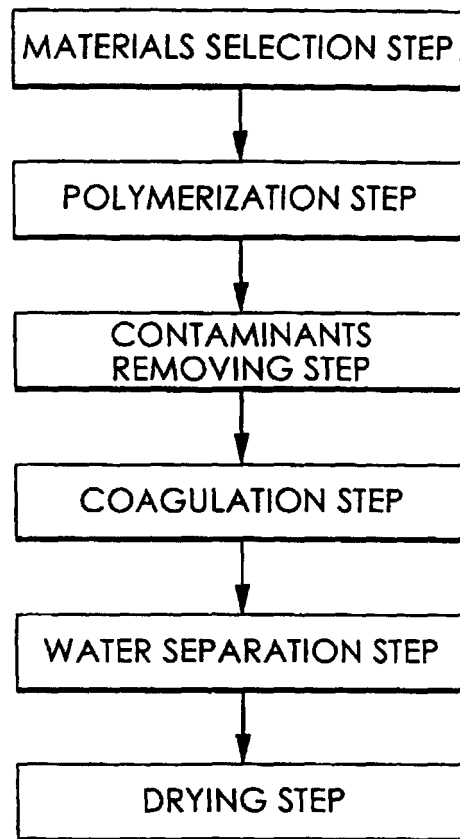 MATERIALS SELECTION STEP
POLYMERIZATION STEP
CONTAMINANTS
REMOVING STEP
COAGULATION STEP
WATER SEPARATION STEP
DRYING STEP